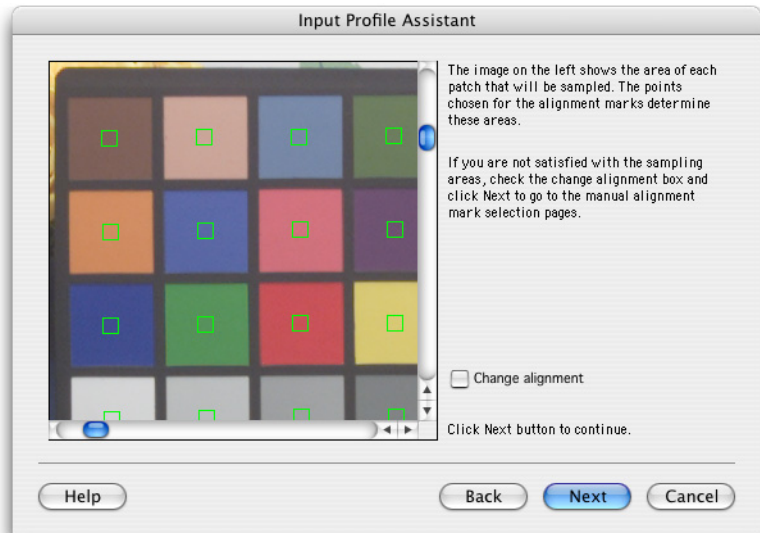 Input Profile Assistant
The image on the left shows the area of each
patch that will be sampled. The points
chosen for the alignment marks determine
these areas.
If you are not satisfied with the sampling
areas, check the change alignment box and
click Next to go to the manual alignment
mark selection pages.
Change alignment
Click Next button to continue.
Help
Back
Next
Cancel